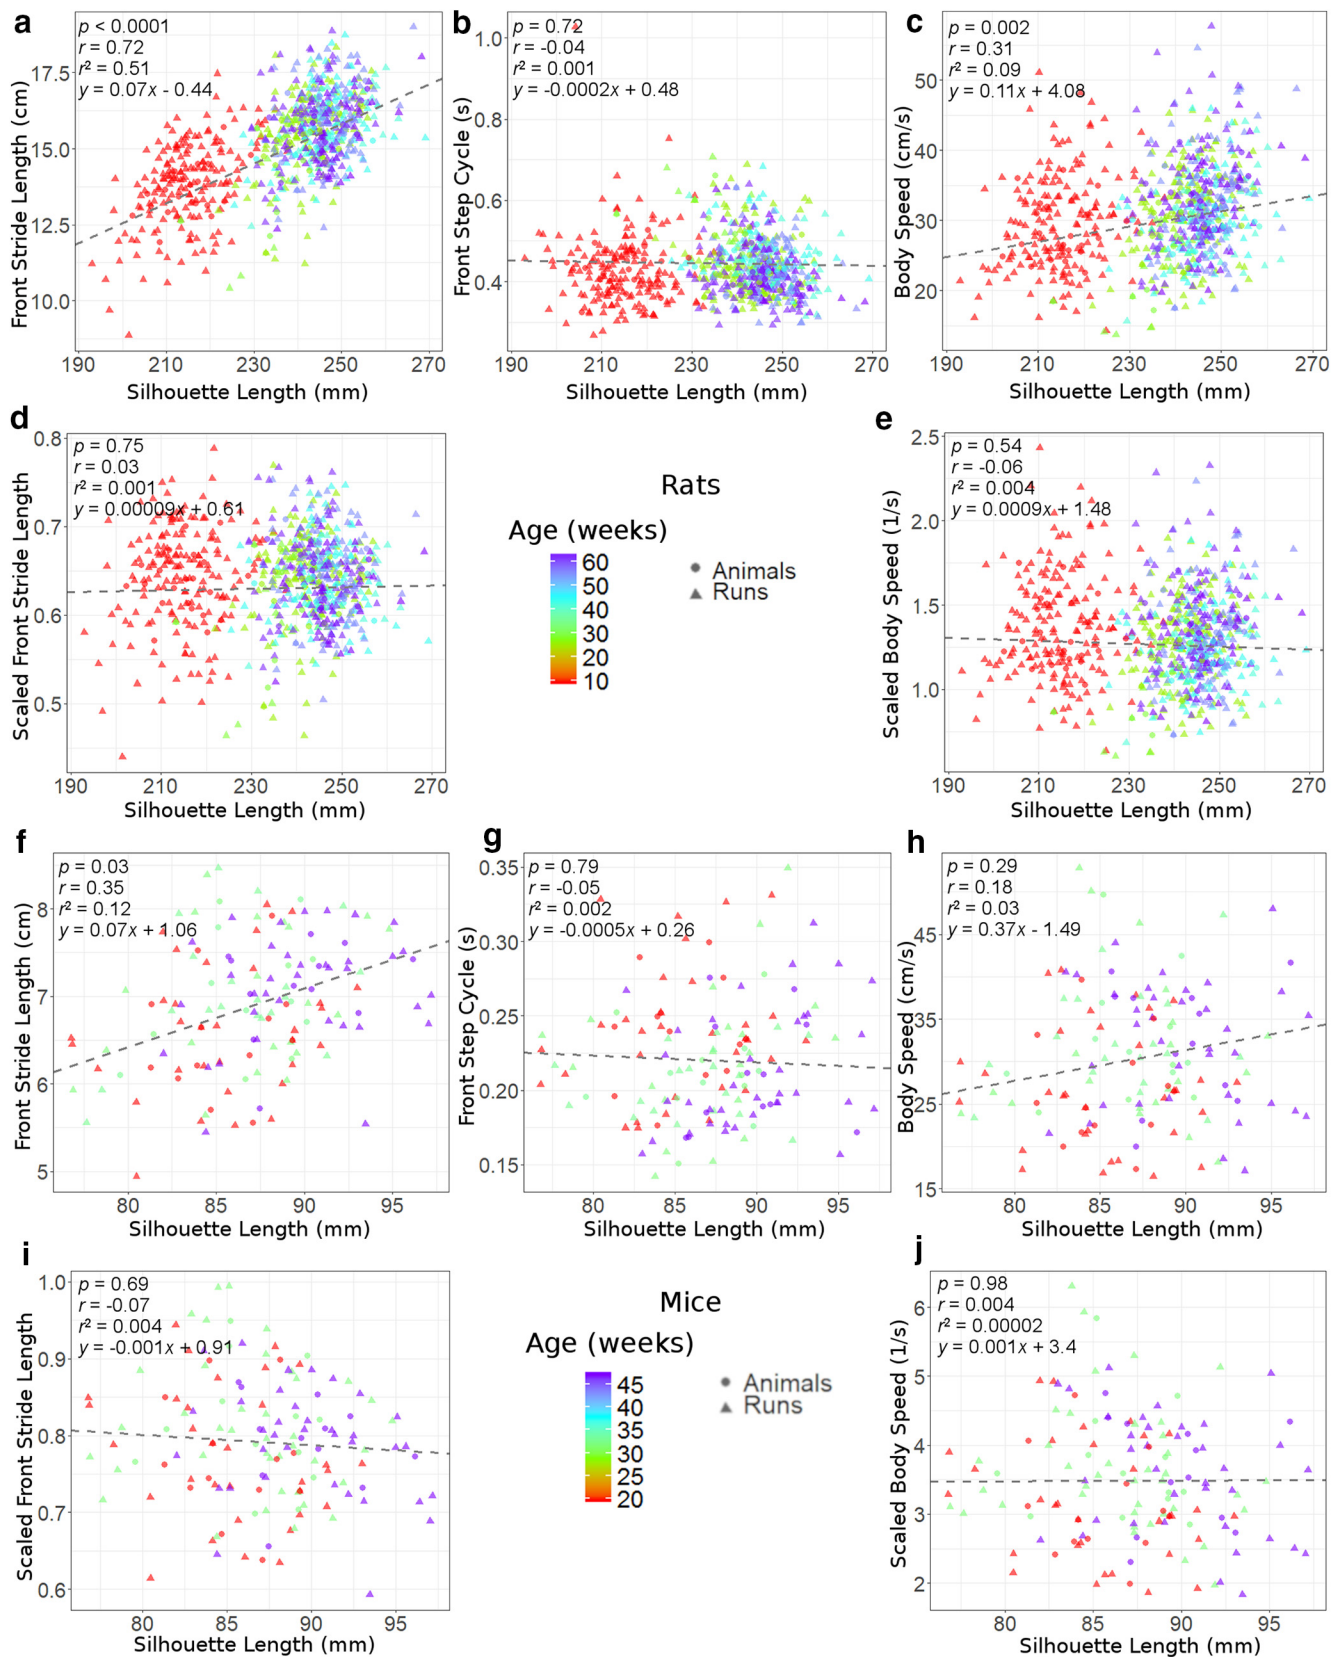 a
p < 0.0001
r = 0.72
r² = 0.51
y = 0.07x - 0.44
Front Stride Length (cm)
17.5
15.0
12.5
10.0
190 210 230 250 270
Silhouette Length (mm)
b
p = 0.72
r = -0.04
r² = 0.001
y = -0.0002x + 0.48
Front Step Cycle (s)
1.0
0.8
0.6
0.4
190 210 230 250 270
Silhouette Length (mm)
c
p = 0.002
r = 0.31
r² = 0.09
y = 0.11x + 4.08
Body Speed (cm/s)
50
40
30
20
190 210 230 250 270
Silhouette Length (mm)
d
p = 0.75
r = 0.03
r² = 0.001
y = 0.00009x + 0.61
Scaled Front Stride Length
0.8
0.7
0.6
0.5
190 210 230 250 270
Silhouette Length (mm)
Rats
Age (weeks)
60
50
40
30
20
10
Animals
Runs
e
p = 0.54
r = -0.06
r² = 0.004
y = 0.0009x + 1.48
Scaled Body Speed (1/s)
2.5
2.0
1.5
1.0
190 210 230 250 270
Silhouette Length (mm)
f
p = 0.03
r = 0.35
r² = 0.12
y = 0.07x + 1.06
Front Stride Length (cm)
8
7
6
5
80 85 90 95
Silhouette Length (mm)
g
p = 0.79
r = -0.05
r² = 0.002
y = -0.0005x + 0.26
Front Step Cycle (s)
0.35
0.30
0.25
0.20
0.15
80 85 90 95
Silhouette Length (mm)
h
p = 0.29
r = 0.18
r² = 0.03
y = 0.37x - 1.49
Body Speed (cm/s)
45
35
25
15
80 85 90 95
Silhouette Length (mm)
i
p = 0.69
r = -0.07
r² = 0.004
y = -0.001x + 0.91
Scaled Front Stride Length
1.0
0.9
0.8
0.7
0.6
80 85 90 95
Silhouette Length (mm)
Mice
Age (weeks)
45
40
35
30
25
20
Animals
Runs
j
p = 0.98
r = 0.004
r² = 0.00002
y = 0.001x + 3.4
Scaled Body Speed (1/s)
6
5
4
3
2
80 85 90 95
Silhouette Length (mm)